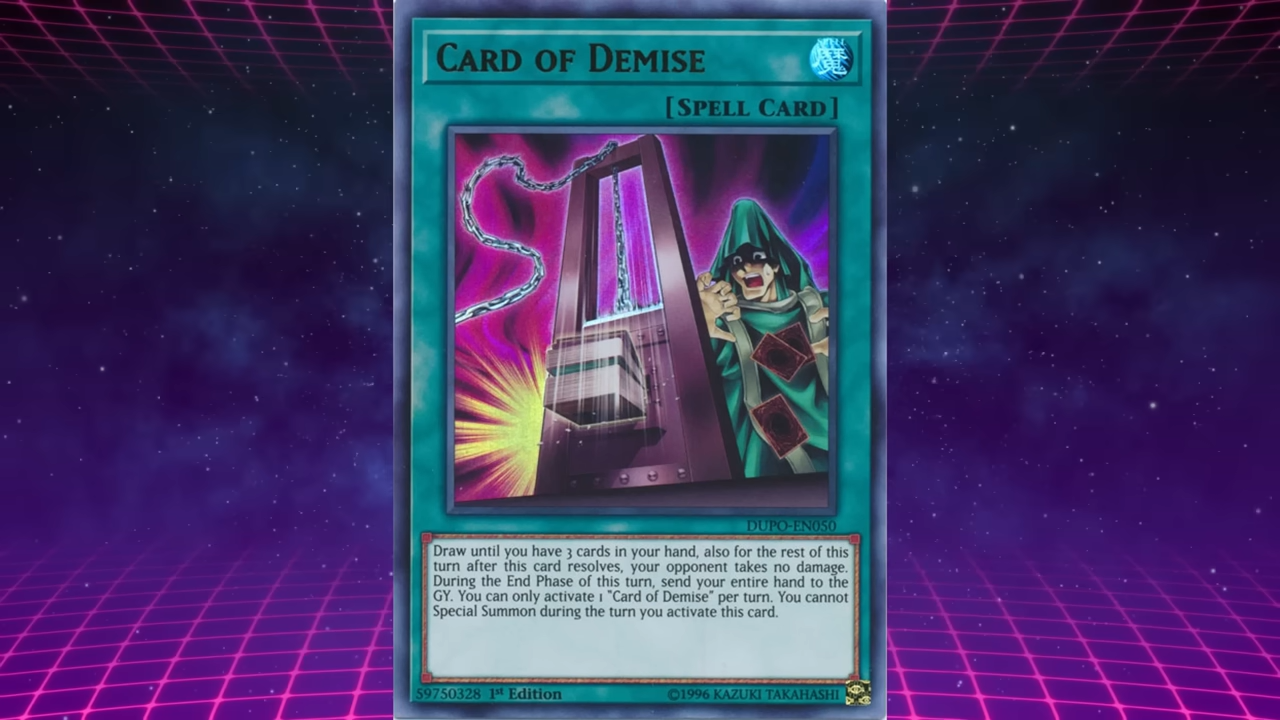 Card of Demise
[Spell Card]
DUPO-EN050
Draw until you have 3 cards in your hand, also for the rest of this
turn after this card resolves, your opponent takes no damage.
During the End Phase of this turn, send your entire hand to the
GY. You can only activate 1 "Card of Demise" per turn. You cannot
Special Summon during the turn you activate this card.
59750328 1st Edition ©1996 KAZUKI TAKAHASHI